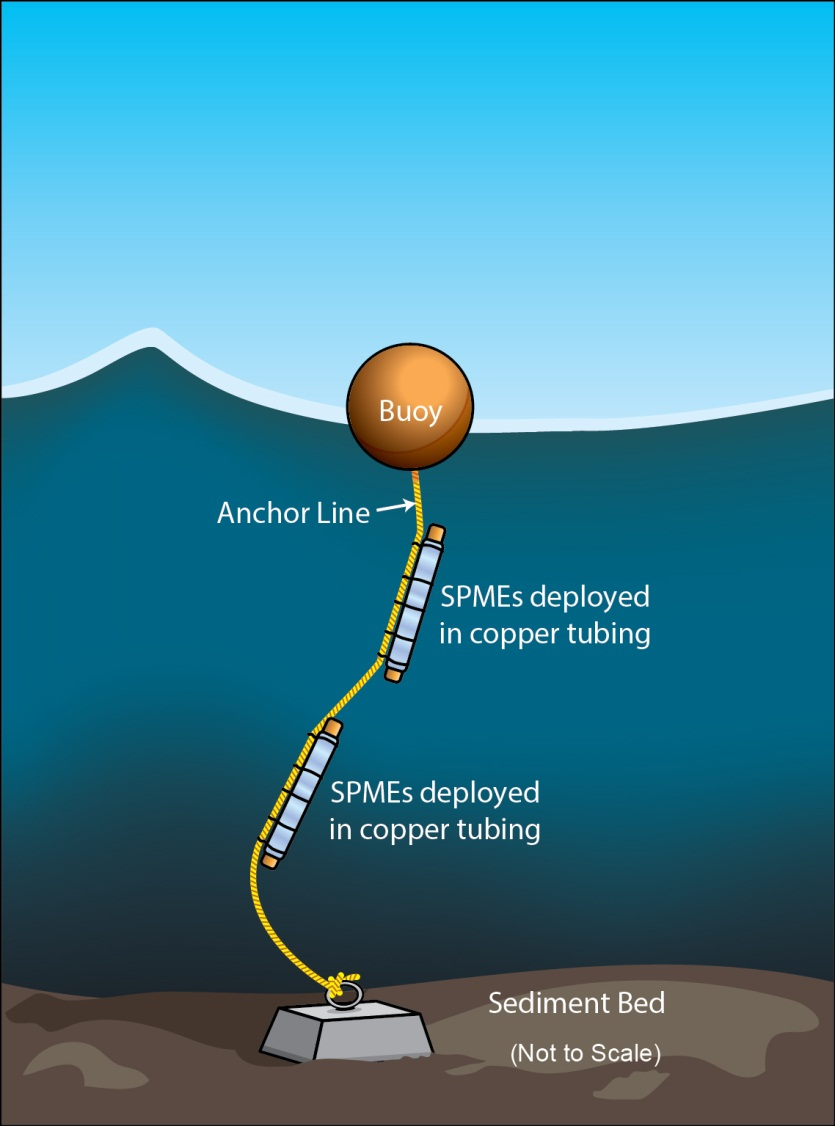 Buoy
Anchor Line
SPMEs deployed
in copper tubing
SPMEs deployed
in copper tubing
Sediment Bed
(Not to Scale)